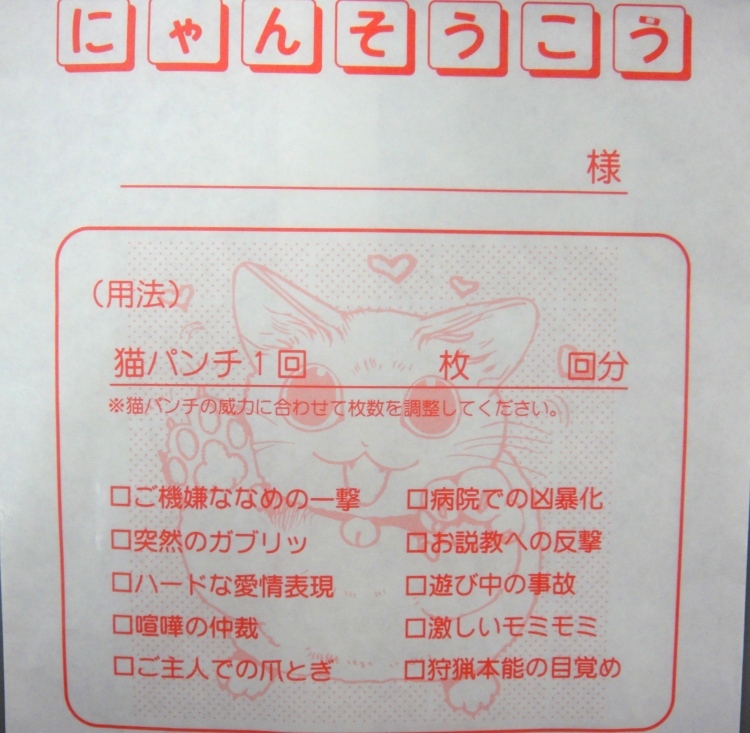 にゃんそうこう
様
(用法)
猫パンチ1回 枚 回分
※猫パンチの威力に合わせて枚数を調整してください。
□ご機嫌ななめの一撃 □病院での凶暴化
□突然のガブリッ □お説教への反撃
□ハードな愛情表現 □遊び中の事故
□喧嘩の仲裁 □激しいモミモミ
□ご主人での爪とぎ □狩猟本能の目覚め